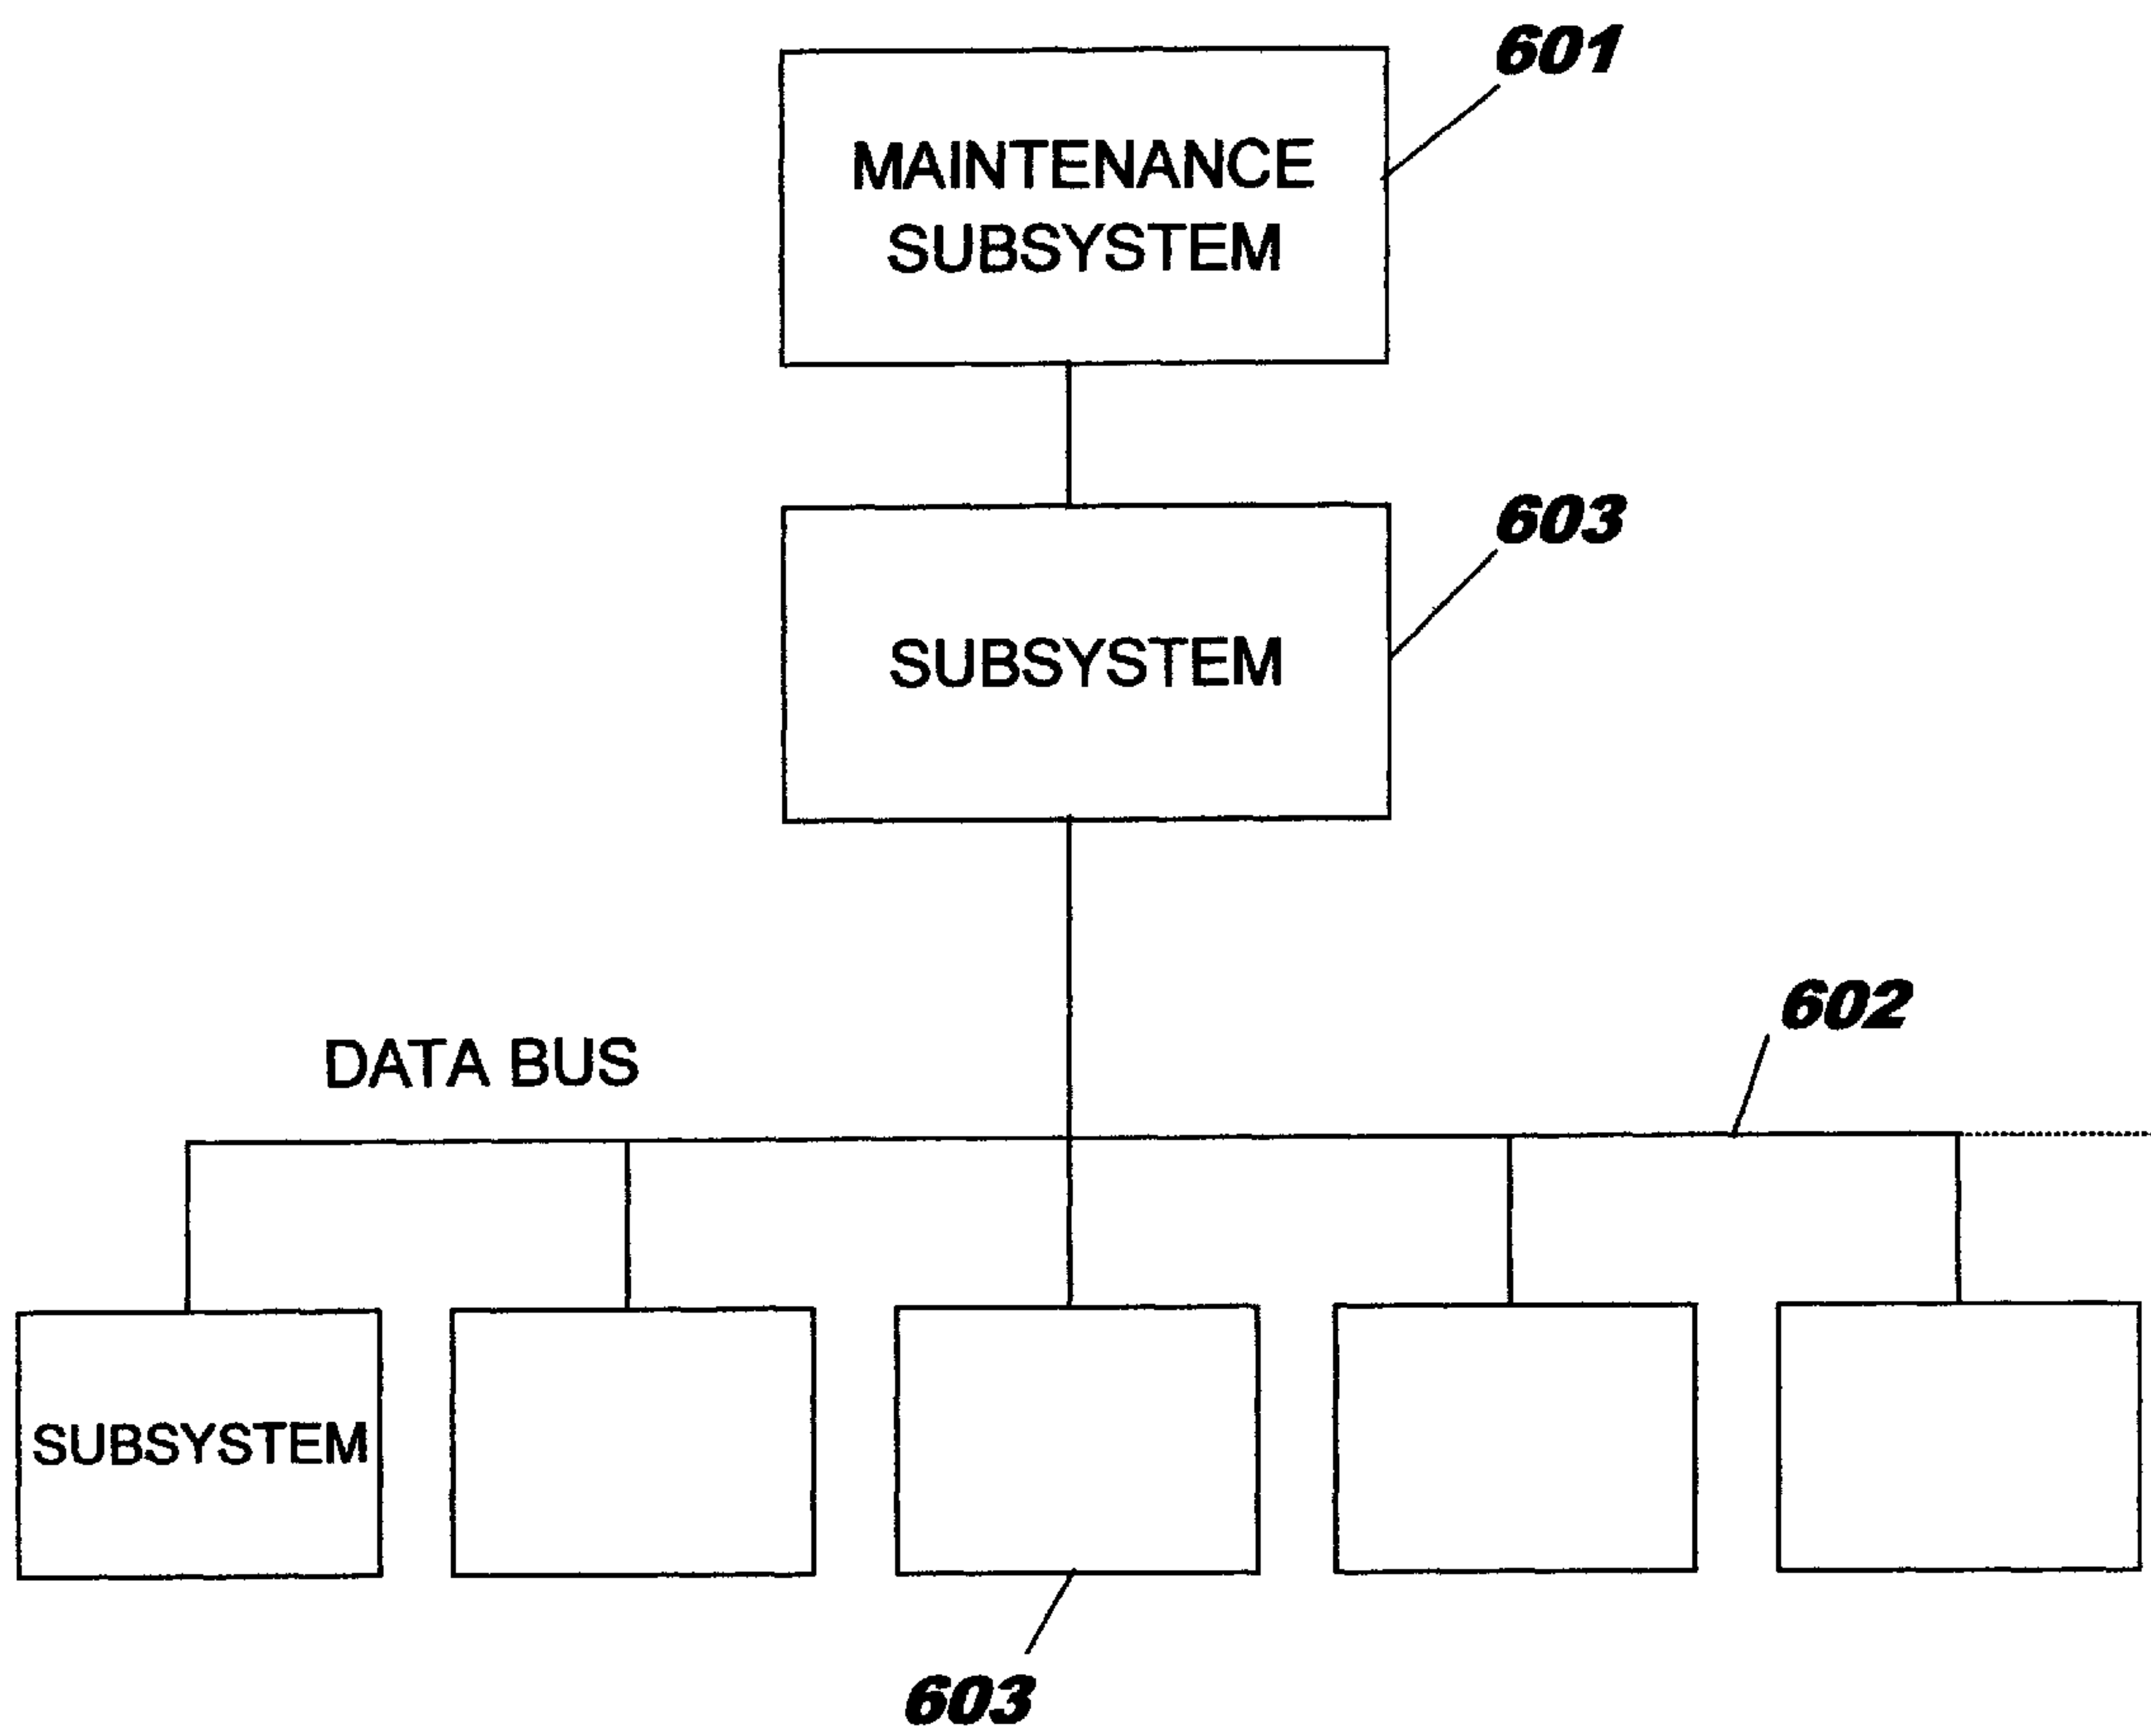 601
MAINTENANCE
SUBSYSTEM
603
SUBSYSTEM
602
DATA BUS
SUBSYSTEM
603